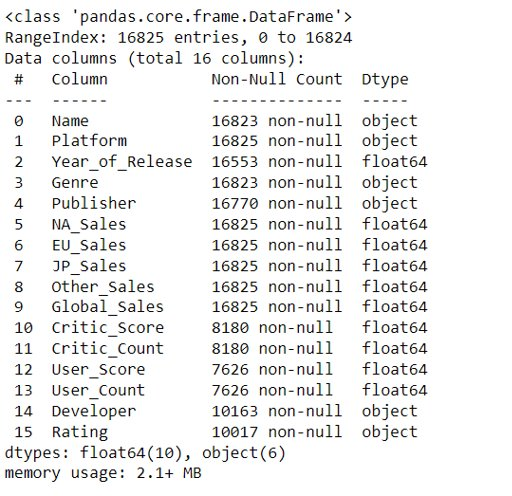 <class 'pandas.core.frame.DataFrame'>
RangeIndex: 16825 entries, 0 to 16824
Data columns (total 16 columns):
 #   Column           Non-Null Count  Dtype
---  ------           --------------  -----
 0   Name             16823 non-null  object
 1   Platform         16825 non-null  object
 2   Year_of_Release  16553 non-null  float64
 3   Genre            16823 non-null  object
 4   Publisher        16770 non-null  object
 5   NA_Sales         16825 non-null  float64
 6   EU_Sales         16825 non-null  float64
 7   JP_Sales         16825 non-null  float64
 8   Other_Sales      16825 non-null  float64
 9   Global_Sales     16825 non-null  float64
 10  Critic_Score     8180 non-null   float64
 11  Critic_Count     8180 non-null   float64
 12  User_Score       7626 non-null   float64
 13  User_Count       7626 non-null   float64
 14  Developer        10163 non-null  object
 15  Rating           10017 non-null  object
dtypes: float64(10), object(6)
memory usage: 2.1+ MB